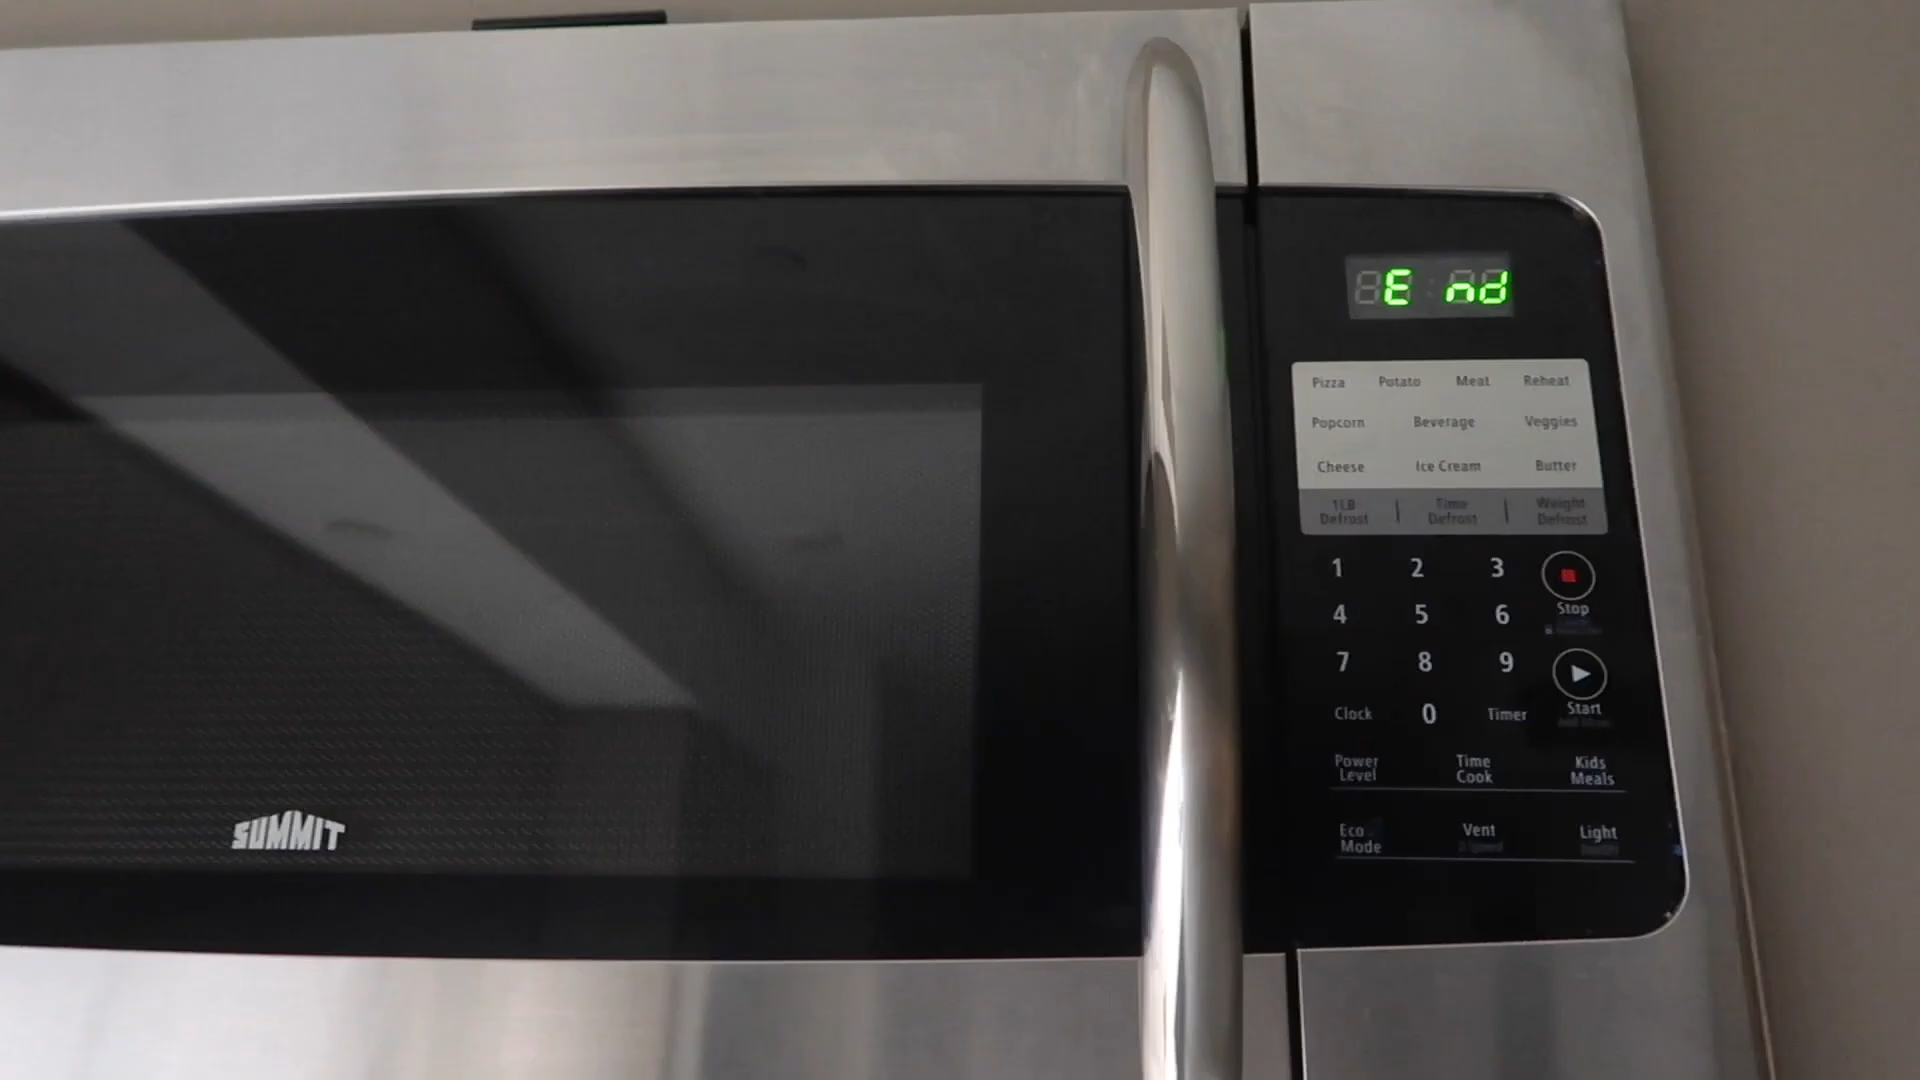 E nd
Pizza Potato Meat Reheat
Popcorn Beverage Veggies
Cheese Ice Cream Butter
1LB Defrost | Time Defrost | Weight Defrost
1 2 3
Stop
4 5 6
7 8 9
Start
Clock 0 Timer
Power Level Time Cook Kids Meals
Eco Mode Vent Light
SUMMIT